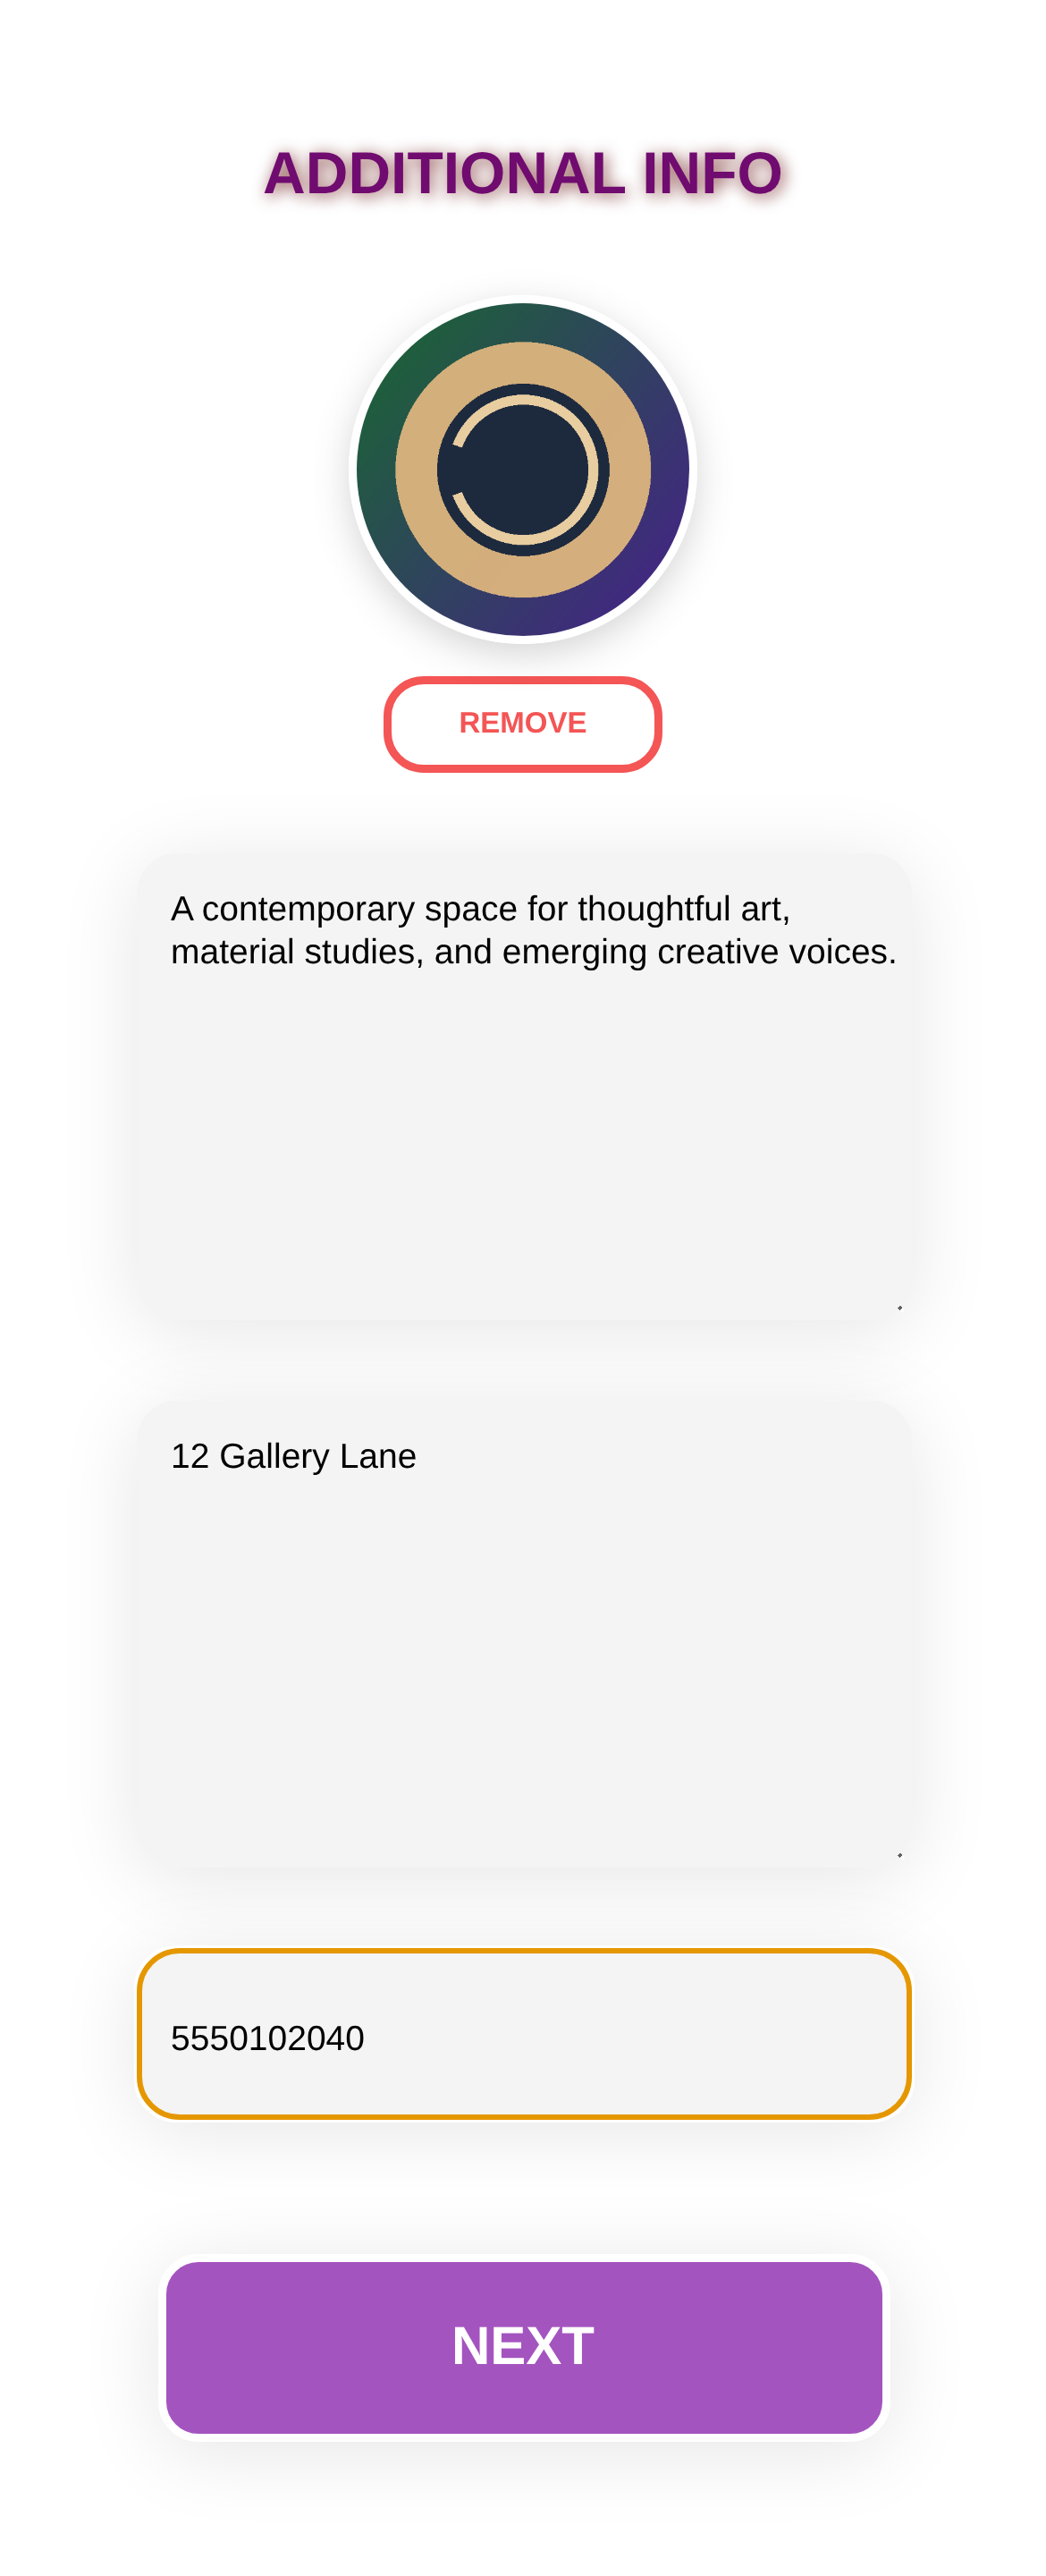 ADDITIONAL INFO
REMOVE
A contemporary space for thoughtful art,
material studies, and emerging creative voices.
12 Gallery Lane
5550102040
NEXT